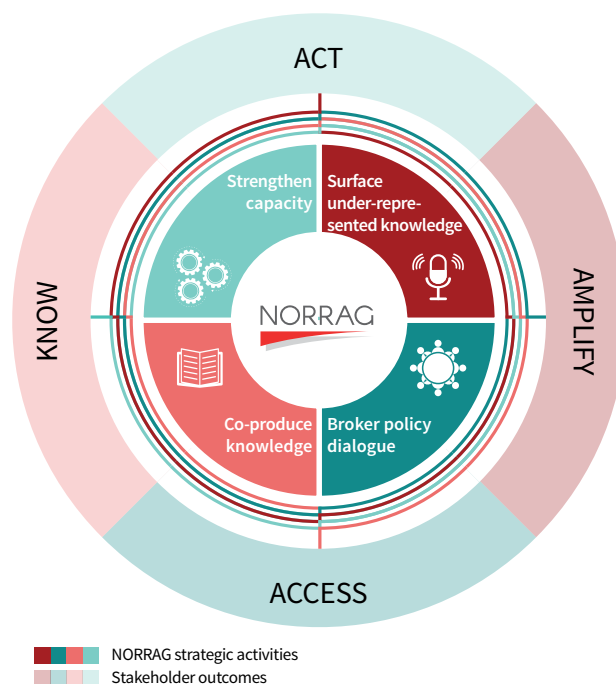 ACT
Strengthen
capacity
Surface
under-repre-
sented knowledge
KNOW
NORRAG
AMPLIFY
Co-produce
knowledge
Broker policy
dialogue
ACCESS
NORRAG strategic activities
Stakeholder outcomes